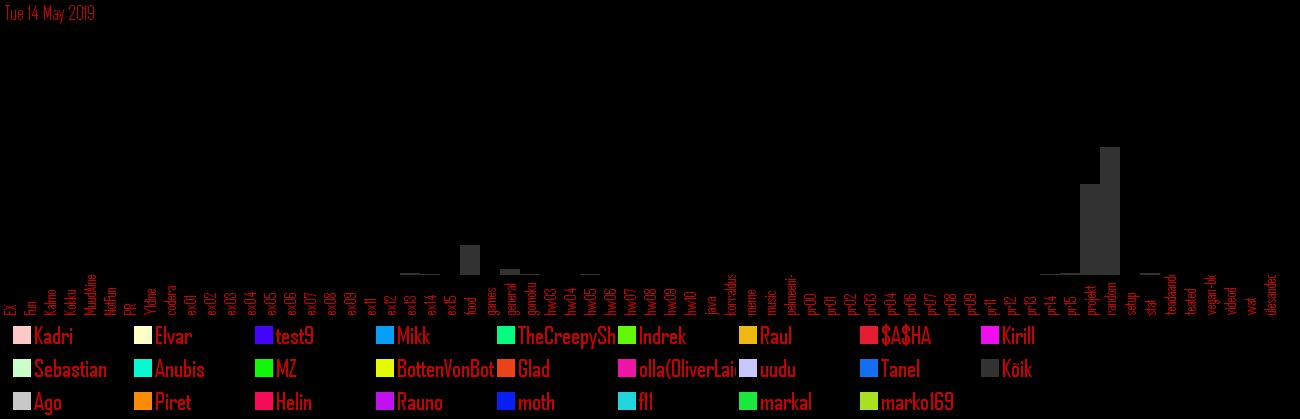 Tue 14 May 2019
EX Fun Kalmo Kokku MuudAine NotFun PR Yldine codera ex01 ex02 ex03 ex04 ex05 ex06 ex07 ex08 ex09 ex11 ex12 ex13 ex14 ex15 food games general gomoku hw03 hw04 hw05 hw06 hw07 hw08 hw09 hw10 java korraldus meme music pelmeeni- pr00 pr01 pr02 pr03 pr04 pr06 pr07 pr08 pr09 pr11 pr12 pr13 pr14 pr15 projekt random setup stat teadaandi teated vegan-bk videod wat ülesandec
Kadri Elvar test9 Mikk TheCreepySh Indrek Raul $A$HA Kirill
Sebastian Anubis MZ BottenVonBot Glad olla(OliverLai uudu Tanel Kõik
Ago Piret Helin Rauno moth f11 markal marko169